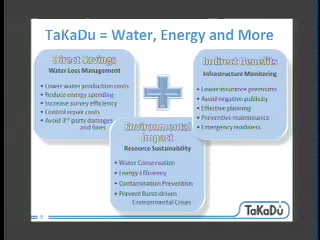 TaKaDu = Water, Energy and More
Direct Savings
Water Loss Management
• Lower water production costs
• Reduce energy spending
• Increase survey efficiency
• Control repair costs
• Avoid 3rd party damages
and fines
Indirect Benefits
Infrastructure Monitoring
• Lower insurance premiums
• Avoid negative publicity
• Effective planning
• Preventive maintenance
• Emergency readiness
Environmental
Impact
Resource Sustainability
• Water Conservation
• Energy Efficiency
• Contamination Prevention
• Prevent Burst-driven
Environmental Crises
TaKaDu